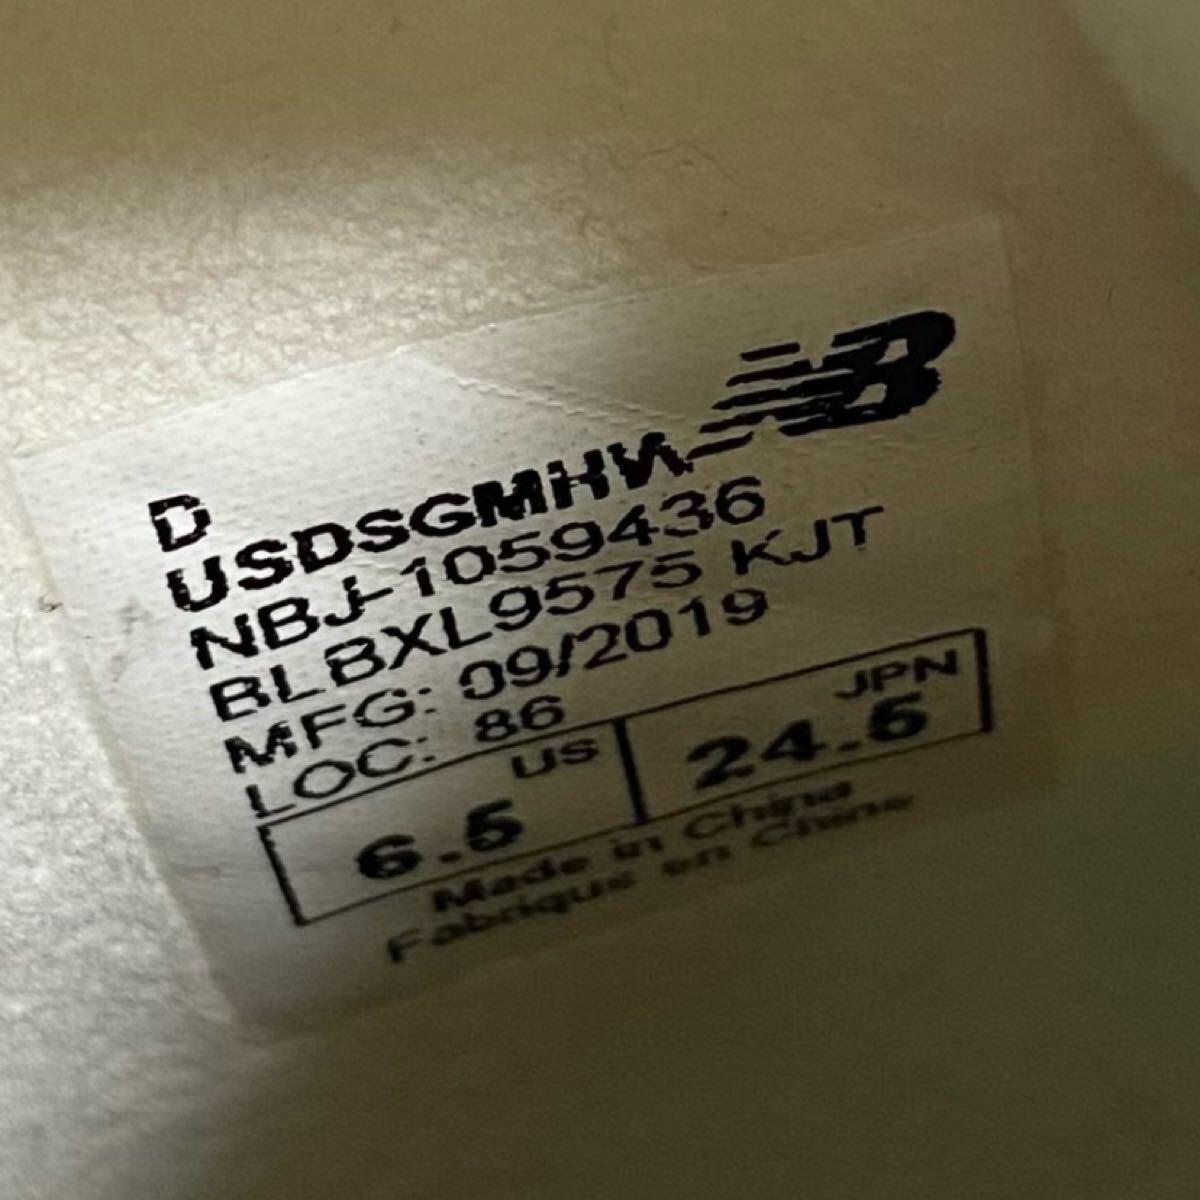 NB
D
USDSGMHW
NBJ-1059436
BLBXL9575 KJT
MFG: 09/2019
LOC: 86
US JPN
6.5 24.5
Made in China
Fabriqué en Chine